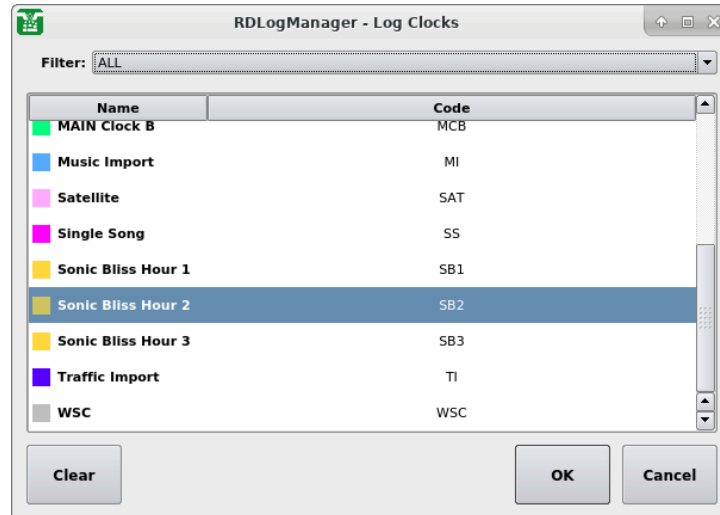 RDLogManager - Log Clocks
Filter: ALL
Name Code
MAIN Clock B MCB
Music Import MI
Satellite SAT
Single Song SS
Sonic Bliss Hour 1 SB1
Sonic Bliss Hour 2 SB2
Sonic Bliss Hour 3 SB3
Traffic Import TI
WSC WSC
Clear OK Cancel